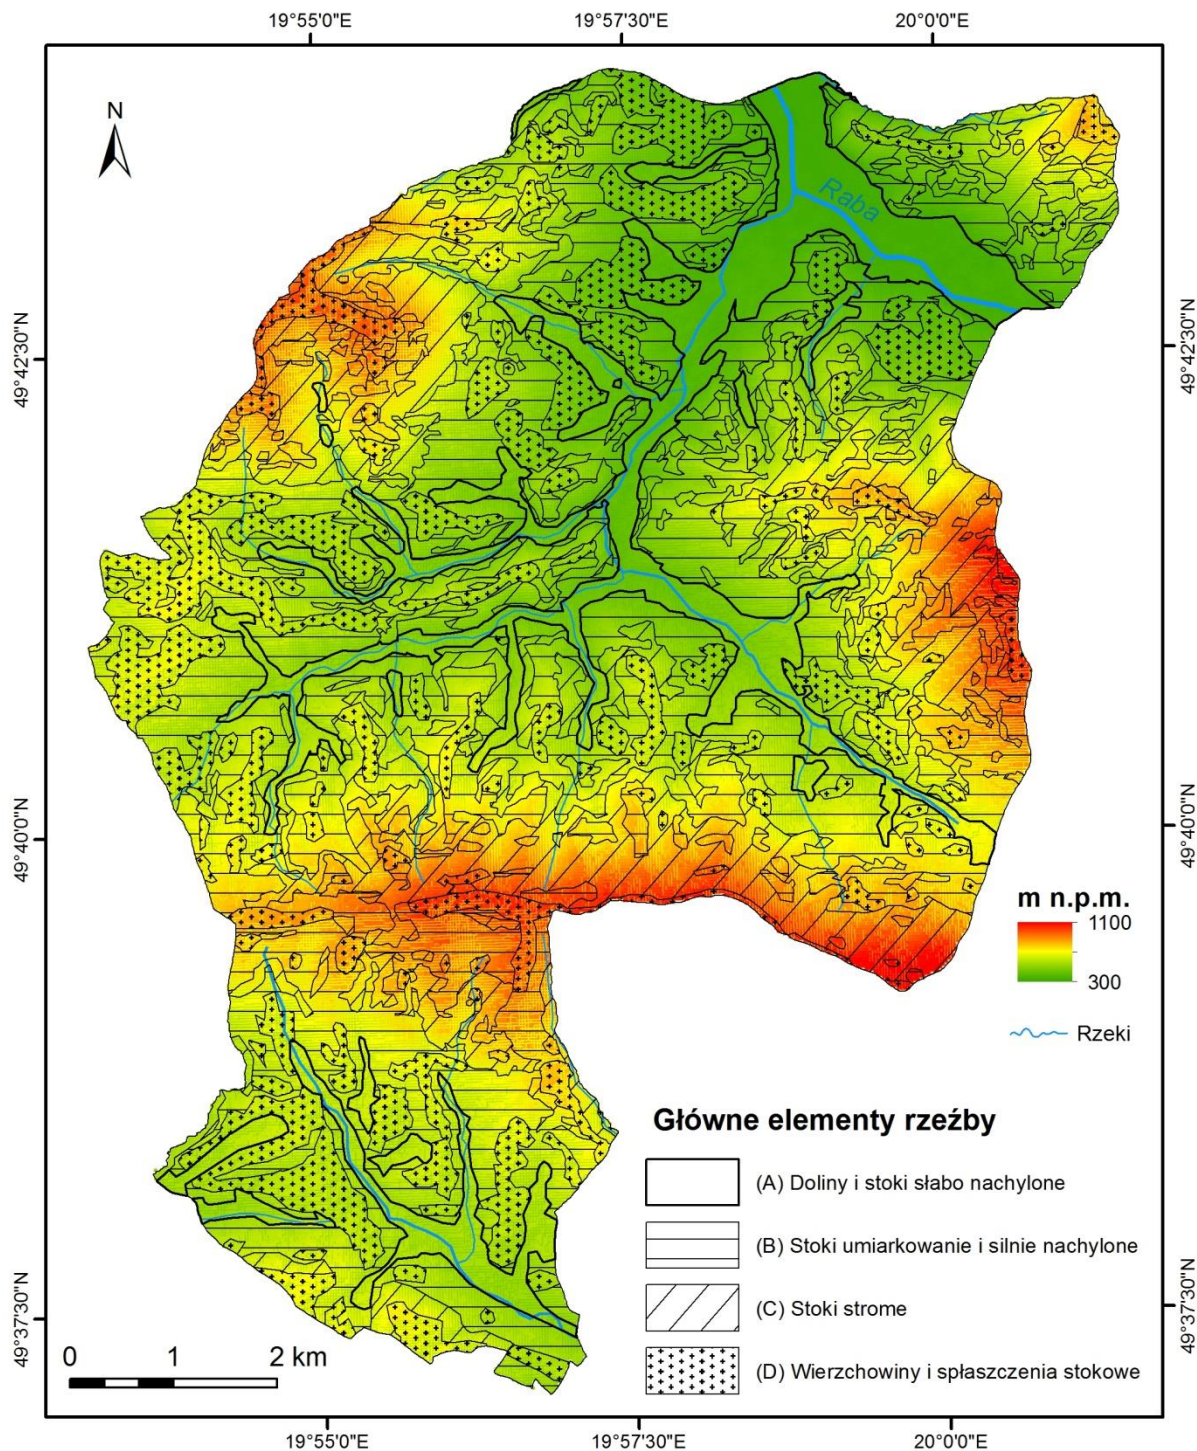 19°55'0"E 19°57'30"E 20°0'0"E
N
Raba
49°42'30"N 49°42'30"N
49°40'0"N 49°40'0"N
m n.p.m.
1100
300
Rzeki
Główne elementy rzeźby
(A) Doliny i stoki słabo nachylone
(B) Stoki umiarkowanie i silnie nachylone
(C) Stoki strome
(D) Wierzchowiny i spłaszczenia stokowe
49°37'30"N 49°37'30"N
0 1 2 km
19°55'0"E 19°57'30"E 20°0'0"E